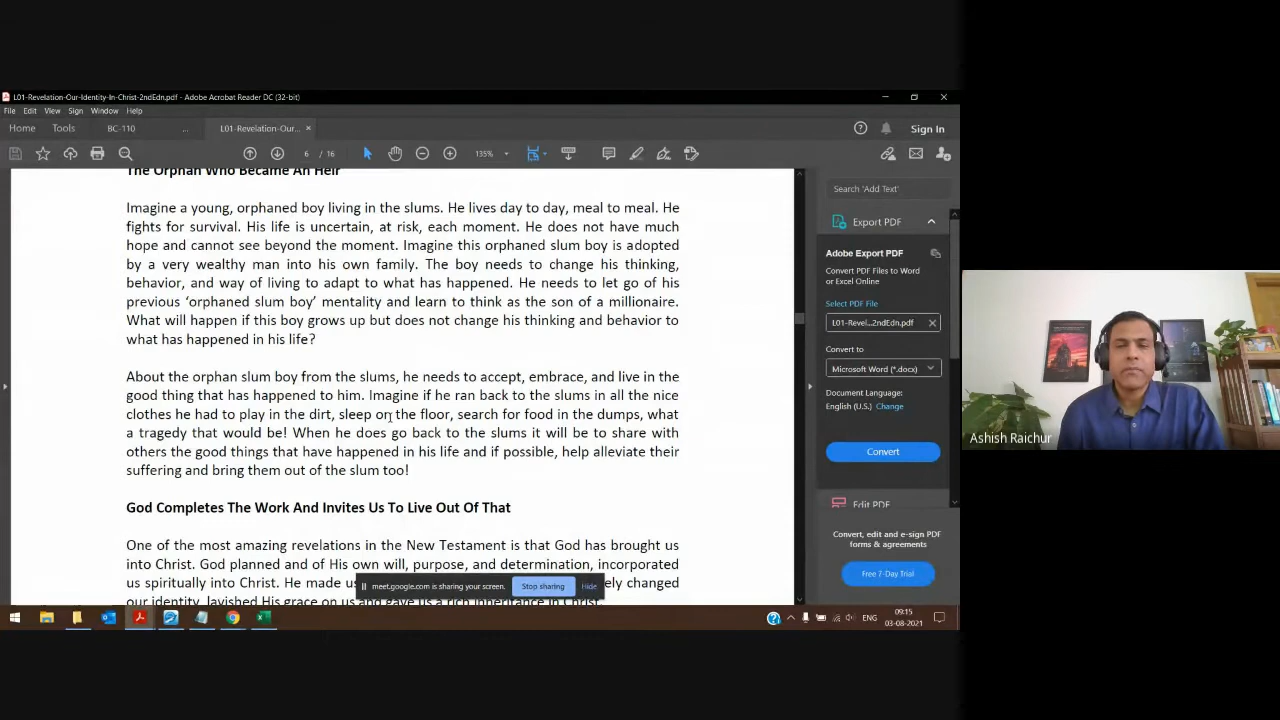 L01-Revelation-Our-Identity-In-Christ-2ndEdn.pdf - Adobe Acrobat Reader DC (32-bit)
File Edit View Sign Window Help
Home Tools BC-110 ... L01-Revelation-Our... × Sign In
6 / 16 135%
The Orphan Who Became An Heir
Imagine a young, orphaned boy living in the slums. He lives day to day, meal to meal. He
fights for survival. His life is uncertain, at risk, each moment. He does not have much
hope and cannot see beyond the moment. Imagine this orphaned slum boy is adopted
by a very wealthy man into his own family. The boy needs to change his thinking,
behavior, and way of living to adapt to what has happened. He needs to let go of his
previous ‘orphaned slum boy’ mentality and learn to think as the son of a millionaire.
What will happen if this boy grows up but does not change his thinking and behavior to
what has happened in his life?
About the orphan slum boy from the slums, he needs to accept, embrace, and live in the
good thing that has happened to him. Imagine if he ran back to the slums in all the nice
clothes he had to play in the dirt, sleep on the floor, search for food in the dumps, what
a tragedy that would be! When he does go back to the slums it will be to share with
others the good things that have happened in his life and if possible, help alleviate their
suffering and bring them out of the slum too!
God Completes The Work And Invites Us To Live Out Of That
One of the most amazing revelations in the New Testament is that God has brought us
into Christ. God planned and of His own will, purpose, and determination, incorporated
us spiritually into Christ. He made us ely changed
our identity, lavished His grace on us and gave us a rich inheritance in Christ.
meet.google.com is sharing your screen. Stop sharing Hide
Search 'Add Text'
Export PDF
Adobe Export PDF
Convert PDF Files to Word
or Excel Online
Select PDF File
L01-Revel...2ndEdn.pdf
Convert to
Microsoft Word (*.docx)
Document Language:
English (U.S.) Change
Convert
Edit PDF
Convert, edit and e-sign PDF
forms & agreements
Free 7-Day Trial
ENG
09:15
03-08-2021
Ashish Raichur